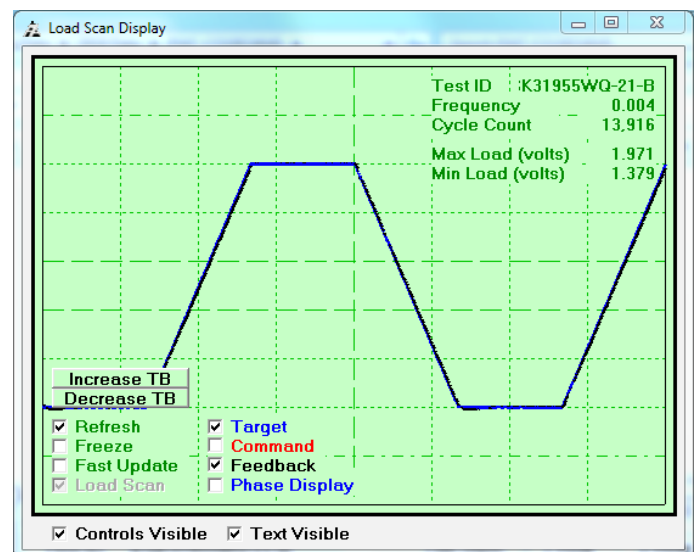 Load Scan Display
Test ID :K31955WQ-21-B
Frequency 0.004
Cycle Count 13,916
Max Load (volts) 1.971
Min Load (volts) 1.379
Increase TB
Decrease TB
Refresh Target
Freeze Command
Fast Update Feedback
Load Scan Phase Display
Controls Visible Text Visible